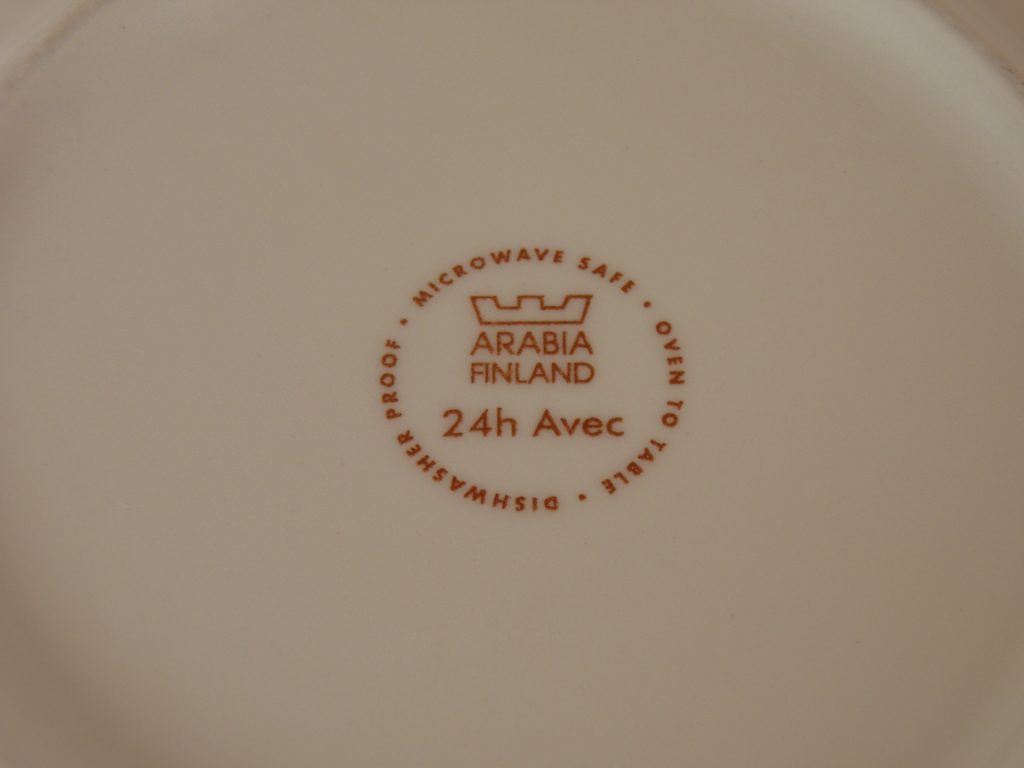 MICROWAVE SAFE • OVEN TO TABLE • DISHWASHER PROOF •
ARABIA
FINLAND
24h Avec